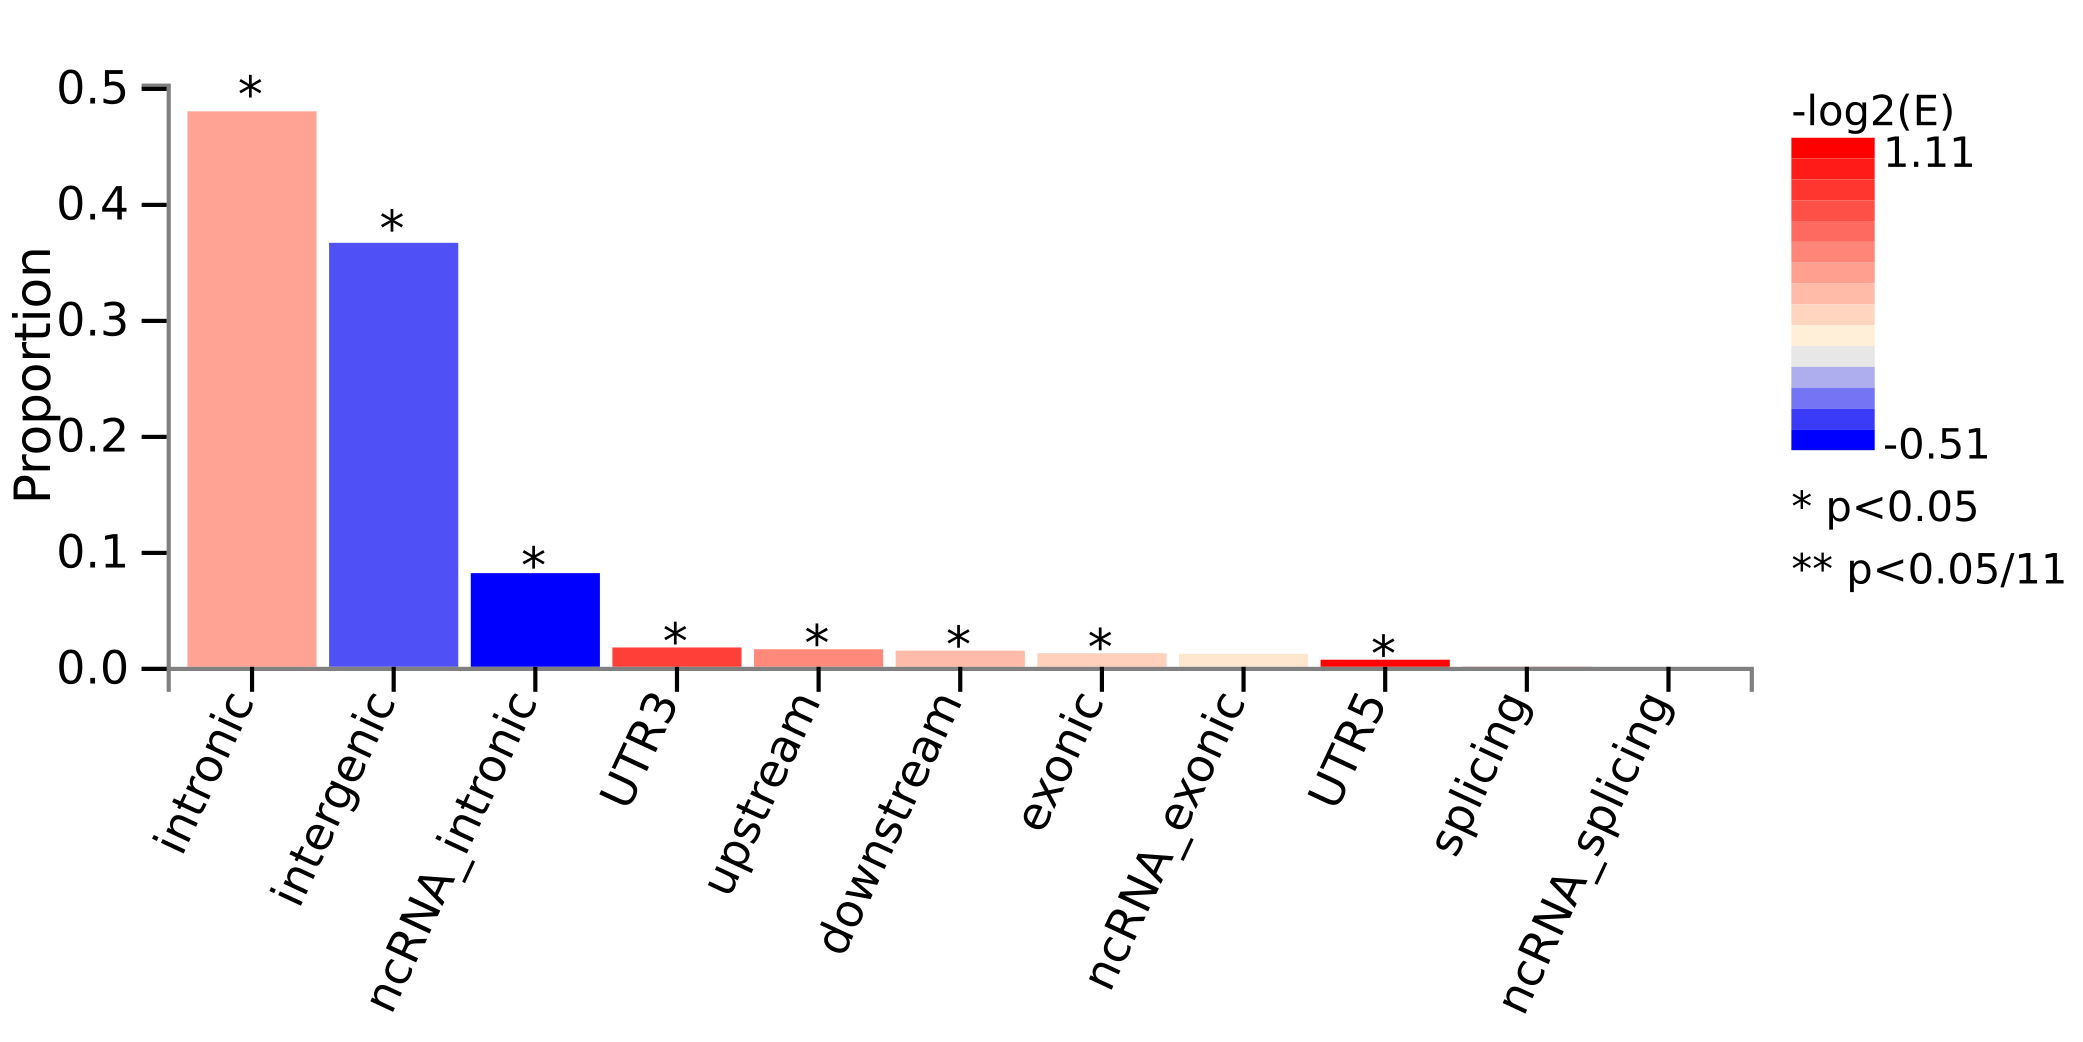 Proportion
0.5
0.4
0.3
0.2
0.1
0.0
*
*
*
*
*
*
*
*
intronic
intergenic
ncRNA_intronic
UTR3
upstream
downstream
exonic
ncRNA_exonic
UTR5
splicing
ncRNA_splicing
-log2(E)
1.11
-0.51
* p<0.05
** p<0.05/11